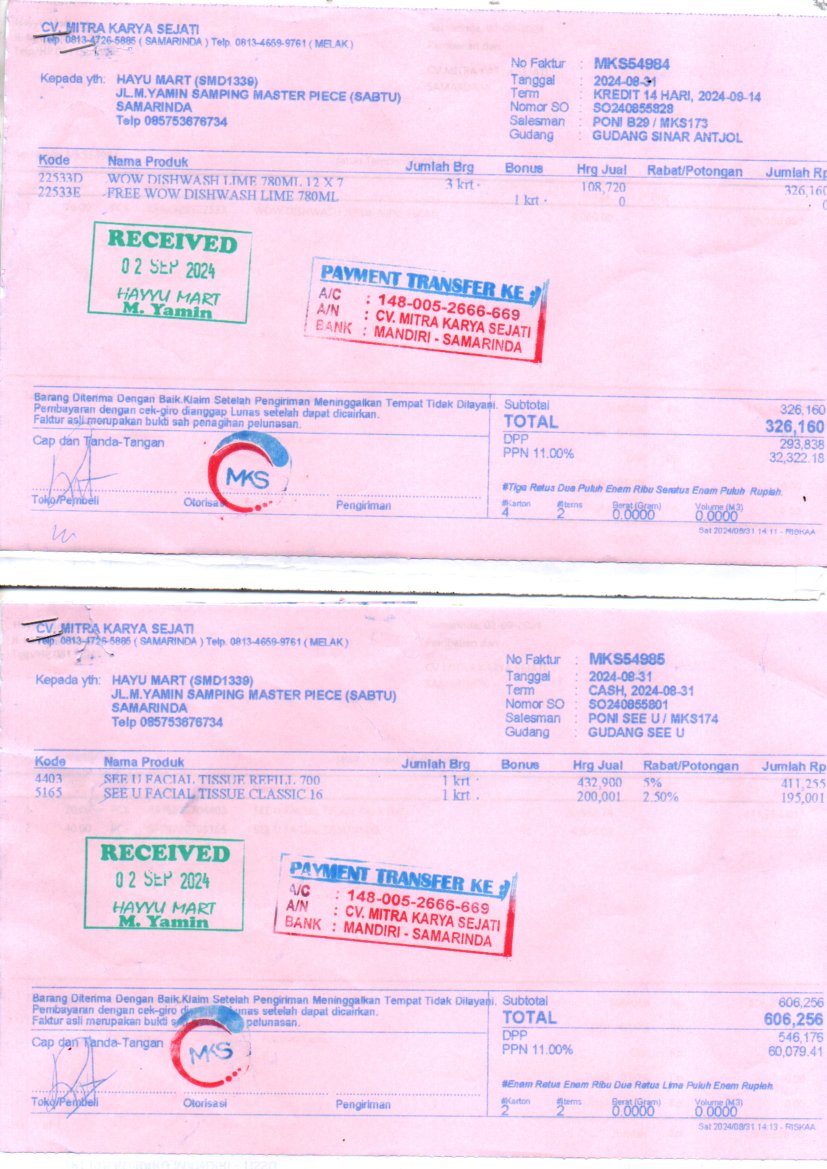 CV. MITRA KARYA SEJATI
Telp. 0813-4726-5885 ( SAMARINDA ) Telp. 0813-4659-9761 ( MELAK )
No Faktur : MKS54984
Kepada yth: HAYU MART (SMD1339)
Tanggal : 2024-08-31
JL.M.YAMIN SAMPING MASTER PIECE (SABTU)
Term : KREDIT 14 HARI, 2024-09-14
SAMARINDA
Nomor SO : SO240855828
Telp 085753676734
Salesman : PONI B29 / MKS173
Gudang : GUDANG SINAR ANTJOL
Kode Nama Produk Jumlah Brg Bonus Hrg Jual Rabat/Potongan Jumlah Rp
22533D WOW DISHWASH LIME 780ML 12 X 7 3 krt 108,720 326,160
22533E FREE WOW DISHWASH LIME 780ML 1 krt 0 0
RECEIVED
02 SEP 2024
HAYYU MART
M. Yamin
PAYMENT TRANSFER KE :
A/C : 148-005-2666-669
A/N : CV. MITRA KARYA SEJATI
BANK : MANDIRI - SAMARINDA
Barang Diterima Dengan Baik.Klaim Setelah Pengiriman Meninggalkan Tempat Tidak Dilayani.
Pembayaran dengan cek-giro dianggap Lunas setelah dapat dicairkan.
Faktur asli merupakan bukti sah penagihan pelunasan.
Subtotal 326,160
TOTAL 326,160
DPP 293,838
PPN 11.00% 32,322.18
Cap dan Tanda-Tangan
MKS
#Tiga Ratus Dua Puluh Enam Ribu Seratus Enam Puluh Rupiah.
Toko/Pembeli Otorisasi Pengiriman
#Karton #Items Berat (Gram) Volume (M3)
4 2 0.0000 0.0000
Sat 2024/08/31 14:11 - RISKAA
CV. MITRA KARYA SEJATI
Telp. 0813-4726-5885 ( SAMARINDA ) Telp. 0813-4659-9761 ( MELAK )
No Faktur : MKS54985
Kepada yth: HAYU MART (SMD1339)
Tanggal : 2024-08-31
JL.M.YAMIN SAMPING MASTER PIECE (SABTU)
Term : CASH, 2024-08-31
SAMARINDA
Nomor SO : SO240855801
Telp 085753676734
Salesman : PONI SEE U / MKS174
Gudang : GUDANG SEE U
Kode Nama Produk Jumlah Brg Bonus Hrg Jual Rabat/Potongan Jumlah Rp
4403 SEE U FACIAL TISSUE REFILL 700 1 krt 432,900 5% 411,255
5165 SEE U FACIAL TISSUE CLASSIC 16 1 krt 200,001 2.50% 195,001
RECEIVED
02 SEP 2024
HAYYU MART
M. Yamin
PAYMENT TRANSFER KE :
A/C : 148-005-2666-669
A/N : CV. MITRA KARYA SEJATI
BANK : MANDIRI - SAMARINDA
Barang Diterima Dengan Baik.Klaim Setelah Pengiriman Meninggalkan Tempat Tidak Dilayani.
Pembayaran dengan cek-giro dianggap Lunas setelah dapat dicairkan.
Faktur asli merupakan bukti sah pelunasan.
Subtotal 606,256
TOTAL 606,256
DPP 546,176
PPN 11.00% 60,079.41
Cap dan Tanda-Tangan
MKS
#Enam Ratus Enam Ribu Dua Ratus Lima Puluh Enam Rupiah.
Toko/Pembeli Otorisasi Pengiriman
#Karton #Items Berat (Gram) Volume (M3)
2 2 0.0000 0.0000
Sat 2024/08/31 14:13 - RISKAA